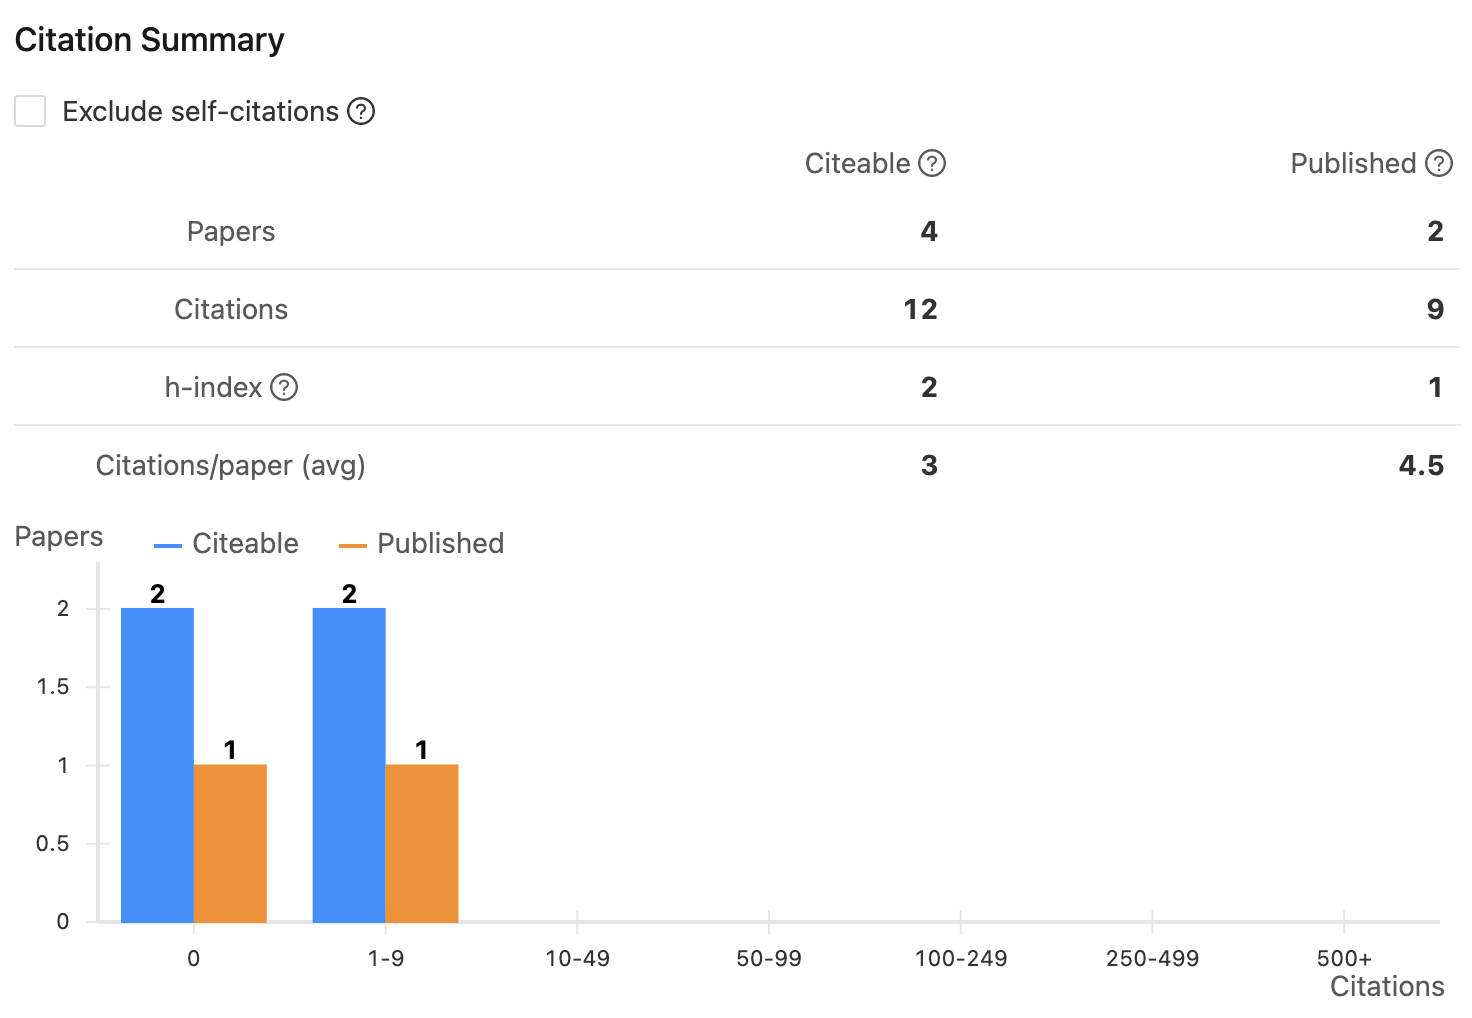 Citation Summary
Exclude self-citations ?
Citeable ? Published ?
Papers 4 2
Citations 12 9
h-index ? 2 1
Citations/paper (avg) 3 4.5
Papers Citeable Published
2 2
2
1.5
1 1
1
0.5
0
0 1-9 10-49 50-99 100-249 250-499 500+
Citations